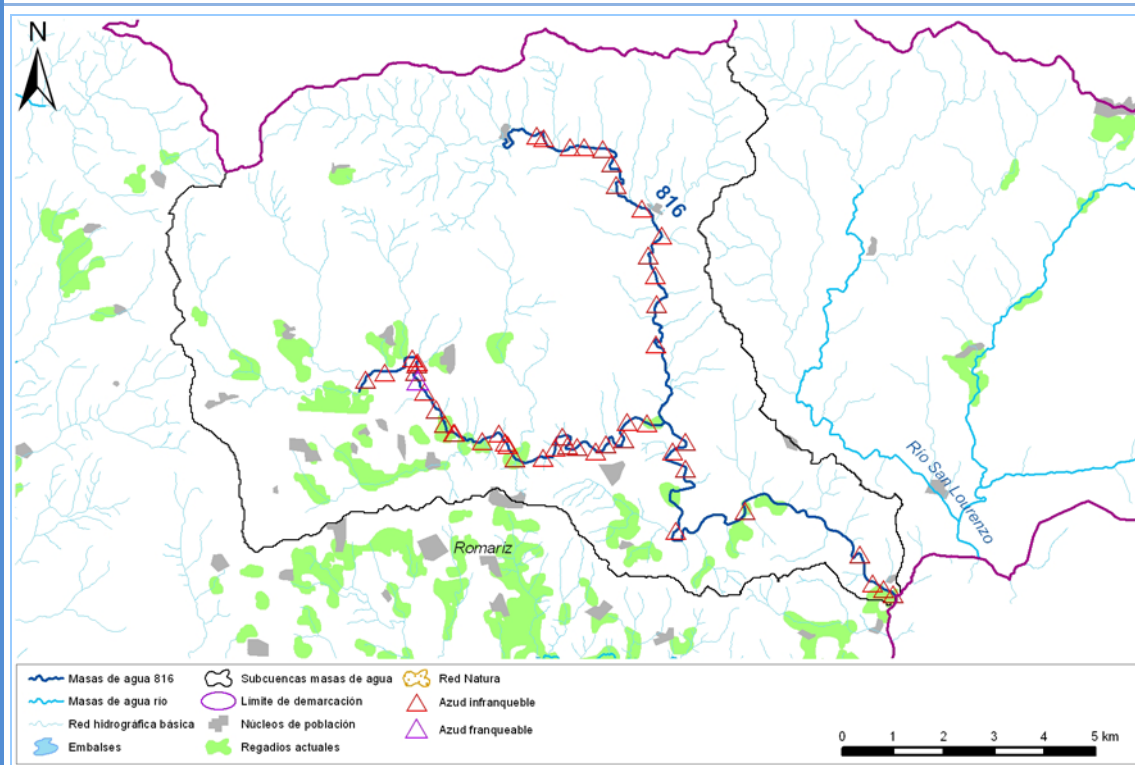 N
816
Río San Lourenzo
Romariz
Masas de agua 816
Subcuencas masas de agua
Red Natura
Masas de agua río
Limite de demarcación
Azud infranqueble
Red hidrográfica básica
Núcleos de población
Azud franqueable
Embalses
Regadíos actuales
0 1 2 3 4 5 km